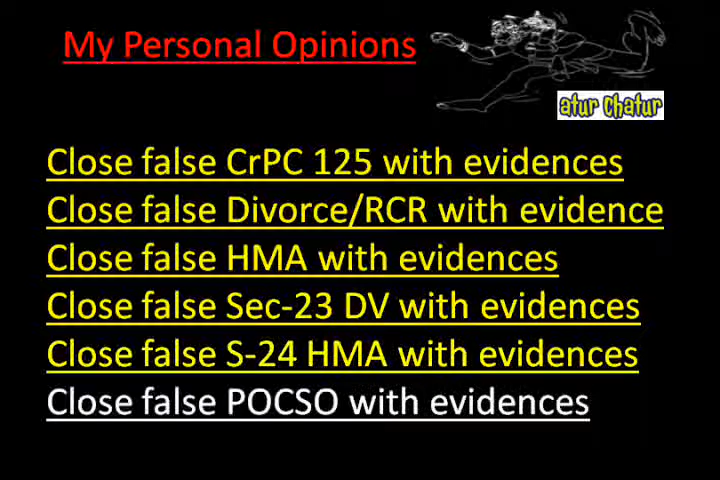 My Personal Opinions
atur chatur
Close false CrPC 125 with evidences
Close false Divorce/RCR with evidence
Close false HMA with evidences
Close false Sec-23 DV with evidences
Close false S-24 HMA with evidences
Close false POCSO with evidences